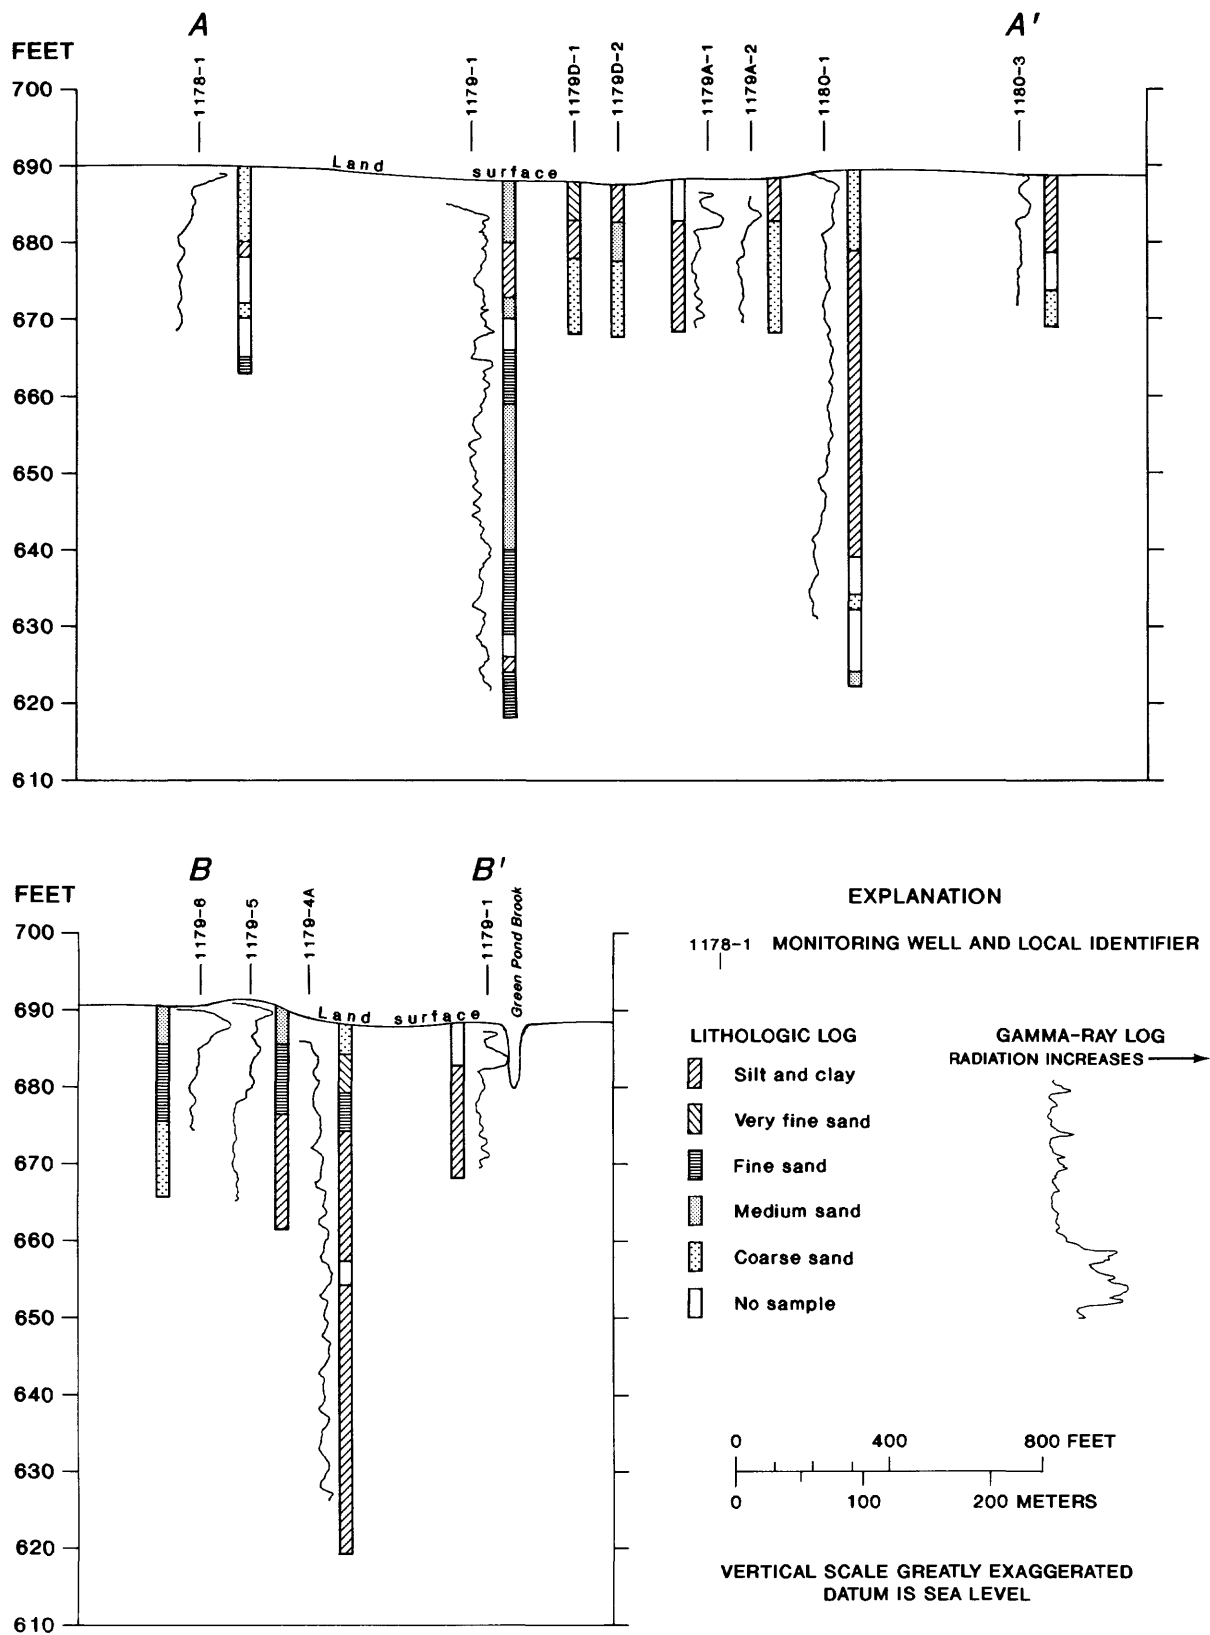 A A'
FEET
1178-1 1179-1 1179D-1 1179D-2 1179A-1 1179A-2 1180-1 1180-3
700
690
Land surface
680
670
660
650
640
630
620
610
B B'
FEET
1179-6 1179-5 1179-4A 1179-1 Green Pond Brook
700
690
Land surface
680
670
660
650
640
630
620
610
EXPLANATION
1178-1 MONITORING WELL AND LOCAL IDENTIFIER
LITHOLOGIC LOG
Silt and clay
Very fine sand
Fine sand
Medium sand
Coarse sand
No sample
GAMMA-RAY LOG
RADIATION INCREASES
0 400 800 FEET
0 100 200 METERS
VERTICAL SCALE GREATLY EXAGGERATED
DATUM IS SEA LEVEL